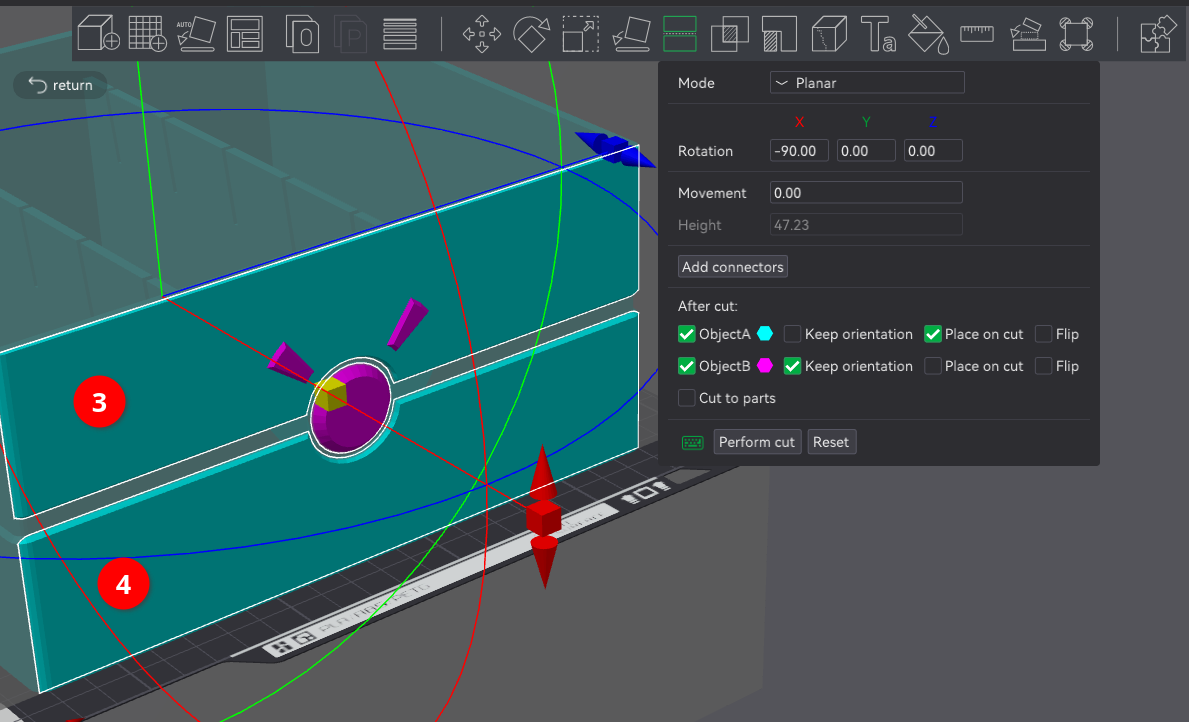 AUTO
O
P
Ta
return
Mode
Planar
X Y Z
Rotation -90.00 0.00 0.00
Movement 0.00
Height 47.23
Add connectors
After cut:
ObjectA Keep orientation Place on cut Flip
ObjectB Keep orientation Place on cut Flip
Cut to parts
Perform cut Reset
3
4